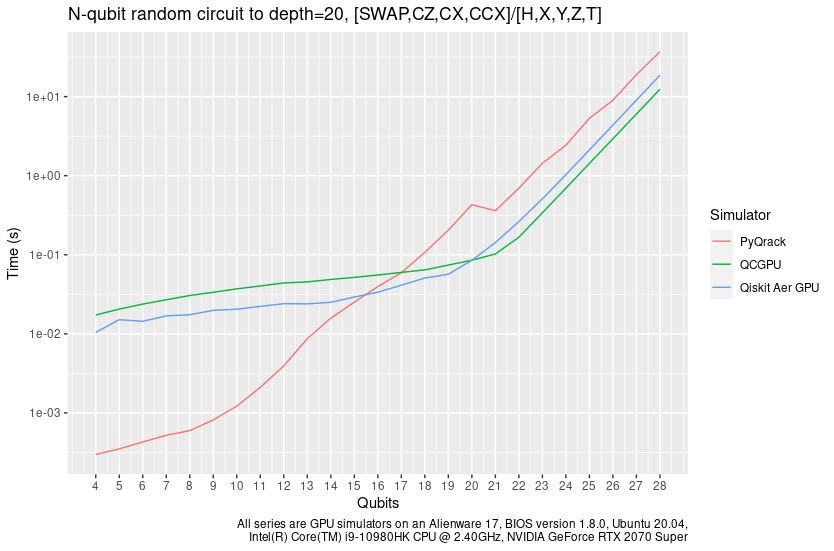 N-qubit random circuit to depth=20, [SWAP,CZ,CX,CCX]/[H,X,Y,Z,T]
1e+01
1e+00
1e-01
1e-02
1e-03
Time (s)
4 5 6 7 8 9 10 11 12 13 14 15 16 17 18 19 20 21 22 23 24 25 26 27 28
Qubits
Simulator
PyQrack
QCGPU
Qiskit Aer GPU
All series are GPU simulators on an Alienware 17, BIOS version 1.8.0, Ubuntu 20.04,
Intel(R) Core(TM) i9-10980HK CPU @ 2.40GHz, NVIDIA GeForce RTX 2070 Super